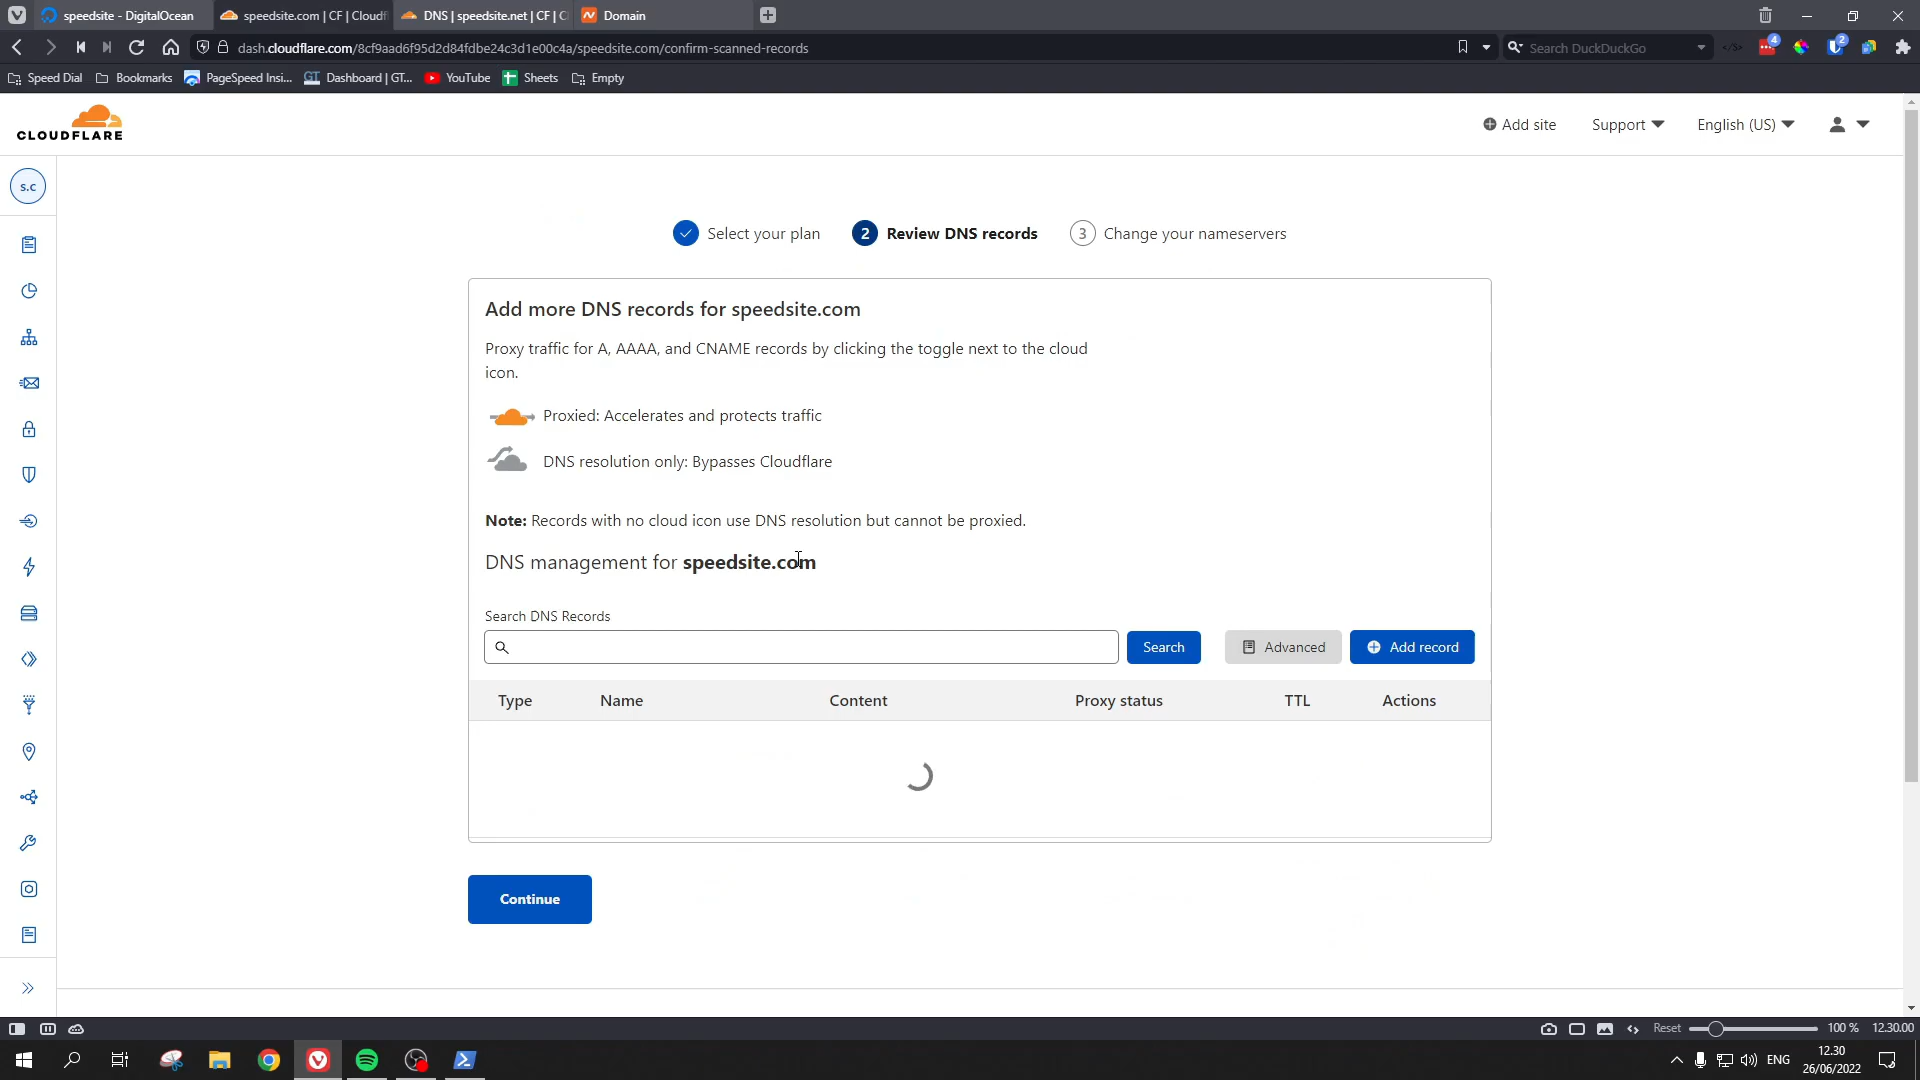 speedsite - DigitalOcean
speedsite.com | CF | Cloudf
DNS | speedsite.net | CF | C
Domain
dash.cloudflare.com/8cf9aad6f95d2d84fdbe24c3d1e00c4a/speedsite.com/confirm-scanned-records
Search DuckDuckGo
4
2
Speed Dial
Bookmarks
PageSpeed Insi...
GT
Dashboard | GT...
YouTube
Sheets
Empty
CLOUDFLARE
Add site
Support
English (US)
s.c
Select your plan
2
Review DNS records
3
Change your nameservers
Add more DNS records for speedsite.com
Proxy traffic for A, AAAA, and CNAME records by clicking the toggle next to the cloud
icon.
Proxied: Accelerates and protects traffic
DNS resolution only: Bypasses Cloudflare
Note: Records with no cloud icon use DNS resolution but cannot be proxied.
DNS management for speedsite.com
Search DNS Records
Search
Advanced
Add record
Type
Name
Content
Proxy status
TTL
Actions
Continue
Reset
100 %
12.30.00
ENG
12.30
26/06/2022